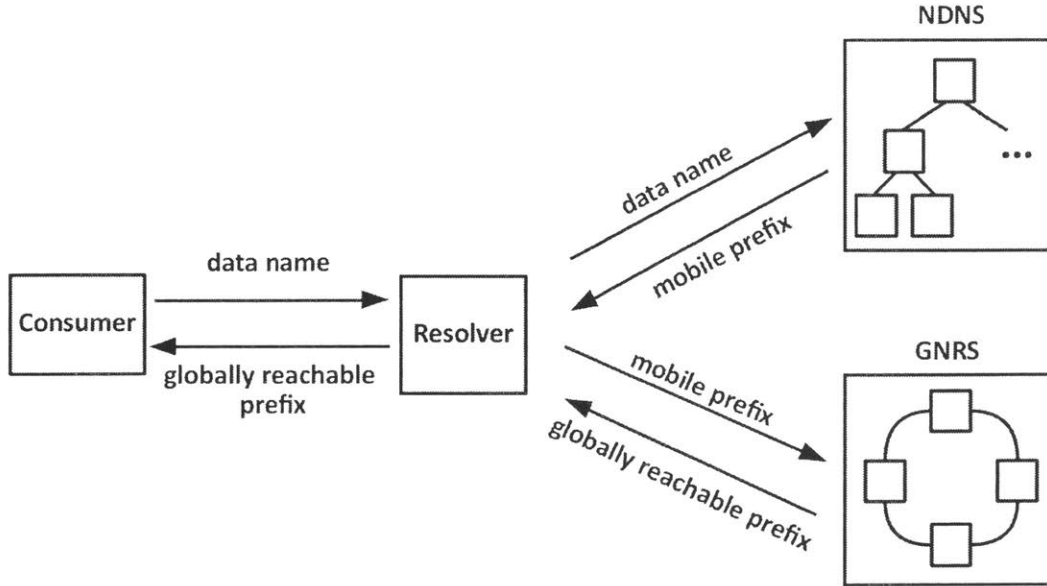 NDNS
data name
mobile prefix
...
data name
Consumer
Resolver
globally reachable
prefix
GNRS
mobile prefix
globally reachable prefix